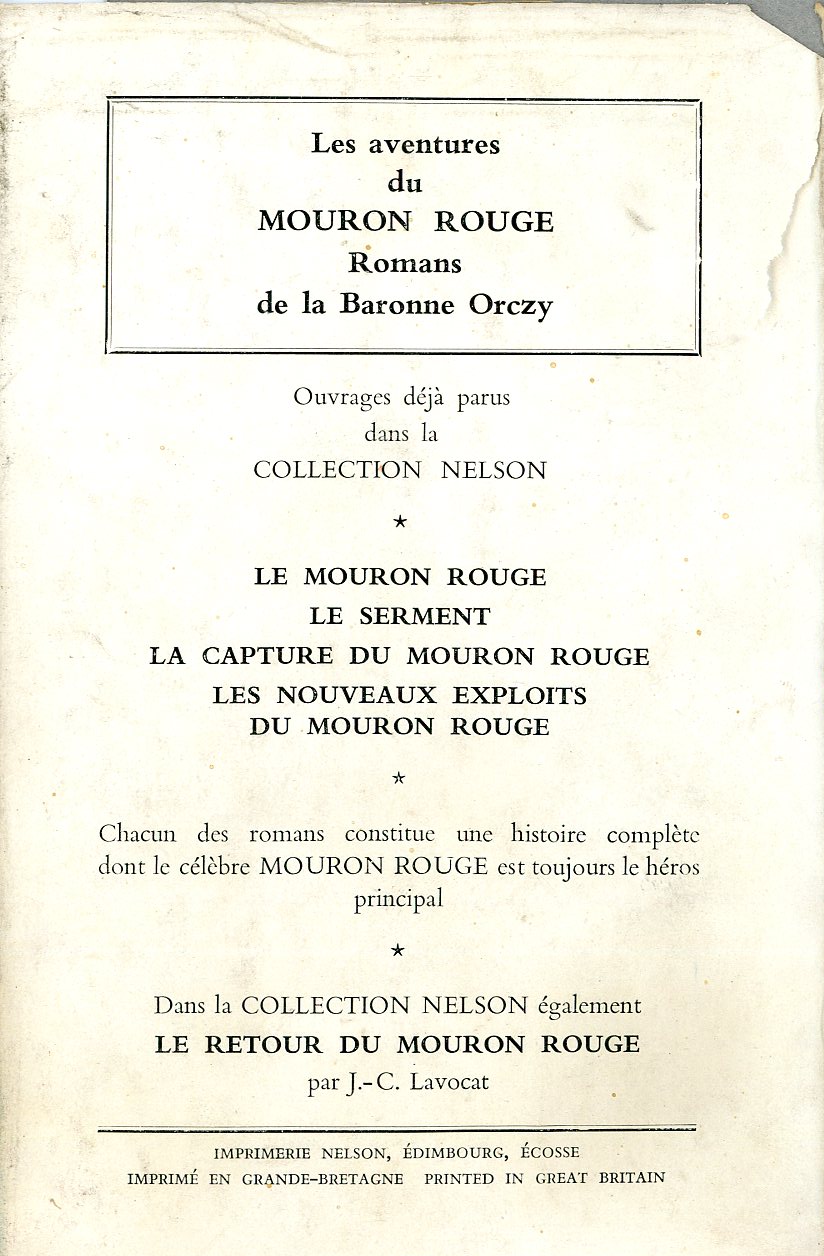 Les aventures
du
MOURON ROUGE
Romans
de la Baronne Orczy
Ouvrages déjà parus
dans la
COLLECTION NELSON
★
LE MOURON ROUGE
LE SERMENT
LA CAPTURE DU MOURON ROUGE
LES NOUVEAUX EXPLOITS
DU MOURON ROUGE
★
Chacun des romans constitue une histoire complète
dont le célèbre MOURON ROUGE est toujours le héros
principal
★
Dans la COLLECTION NELSON également
LE RETOUR DU MOURON ROUGE
par J.-C. Lavocat
IMPRIMERIE NELSON, ÉDIMBOURG, ÉCOSSE
IMPRIMÉ EN GRANDE-BRETAGNE PRINTED IN GREAT BRITAIN